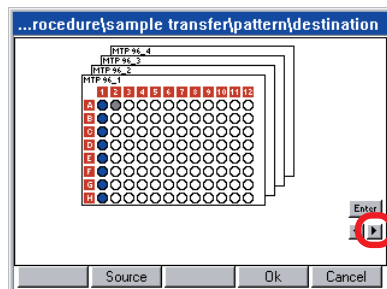 ...rocedure\sample transfer\pattern\destination
MTP 96_4
MTP 96_3
MTP 96_2
MTP 96_1
1 2 3 4 5 6 7 8 9 10 11 12
A
B
C
D
E
F
G
H
Enter
Source Ok Cancel